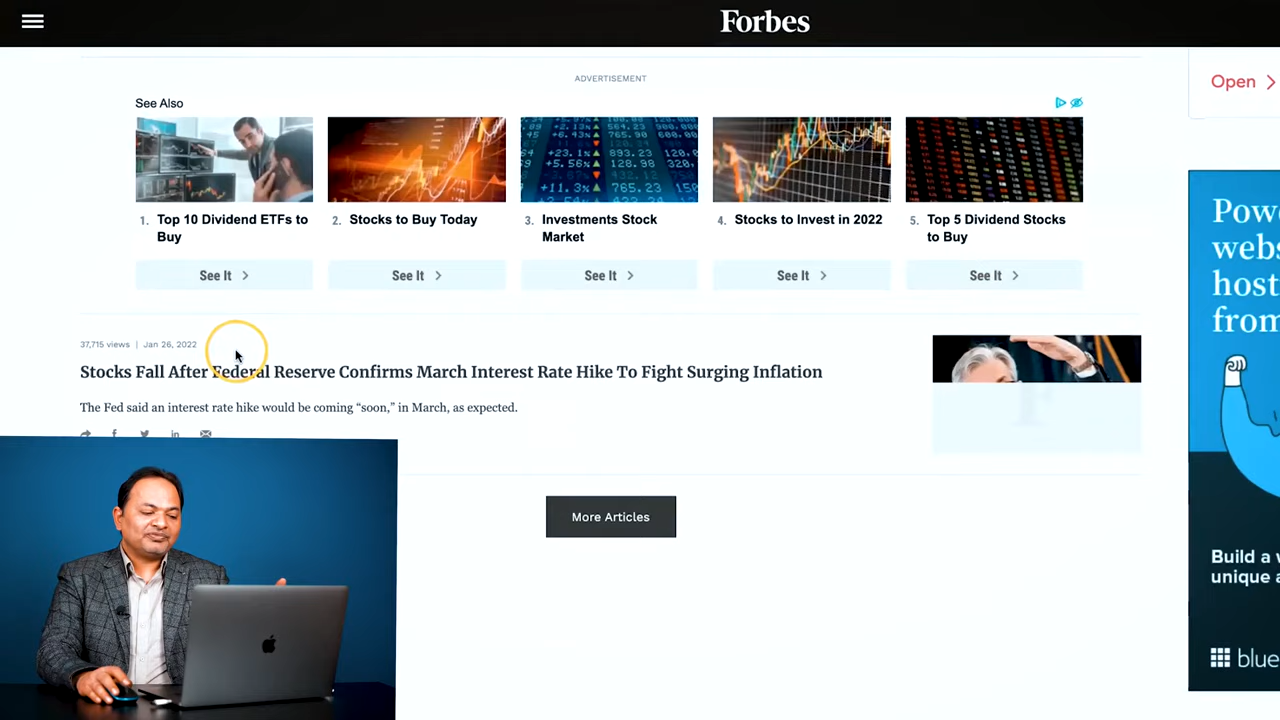 Forbes
ADVERTISEMENT
Open
See Also
1. Top 10 Dividend ETFs to
Buy
2. Stocks to Buy Today
3. Investments Stock
Market
4. Stocks to Invest in 2022
5. Top 5 Dividend Stocks
to Buy
See It
See It
See It
See It
See It
37,715 views | Jan 26, 2022
Stocks Fall After Federal Reserve Confirms March Interest Rate Hike To Fight Surging Inflation
The Fed said an interest rate hike would be coming “soon,” in March, as expected.
More Articles
from
Build a
unique
blue